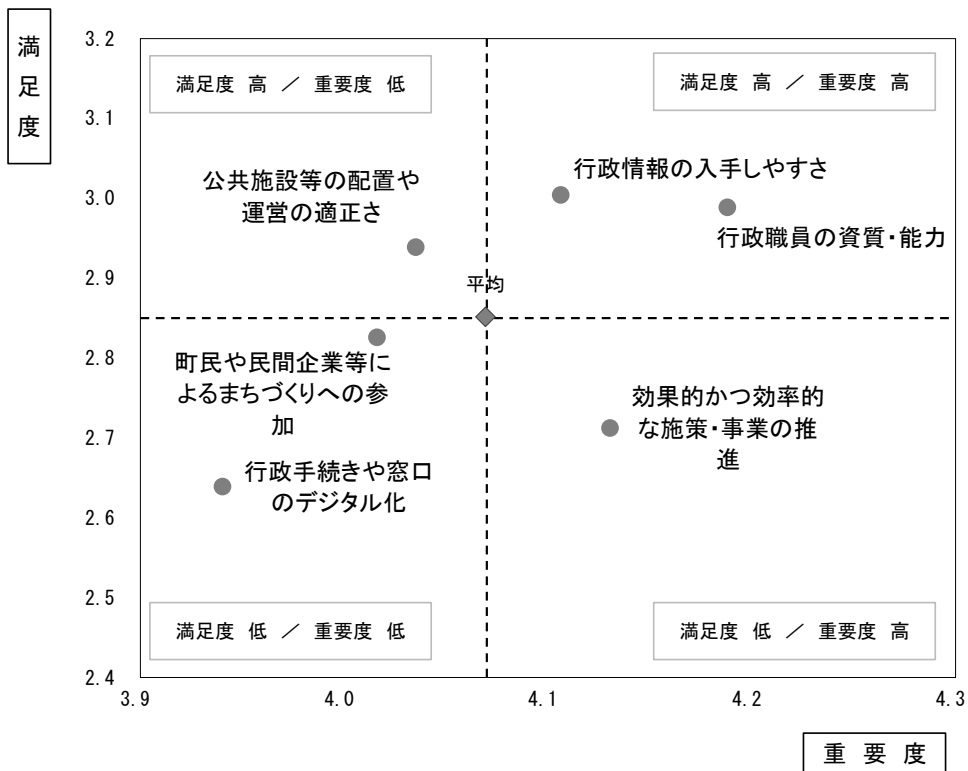 満足度
3.2
3.1
3.0
2.9
2.8
2.7
2.6
2.5
2.4
満足度 高 ／ 重要度 低
満足度 高 ／ 重要度 高
行政情報の入手しやすさ
公共施設等の配置や
運営の適正さ
行政職員の資質・能力
平均
町民や民間企業等に
よるまちづくりへの参
加
効果的かつ効率的
な施策・事業の推
進
行政手続きや窓口
のデジタル化
満足度 低 ／ 重要度 低
満足度 低 ／ 重要度 高
3.9 4.0 4.1 4.2 4.3
重要度